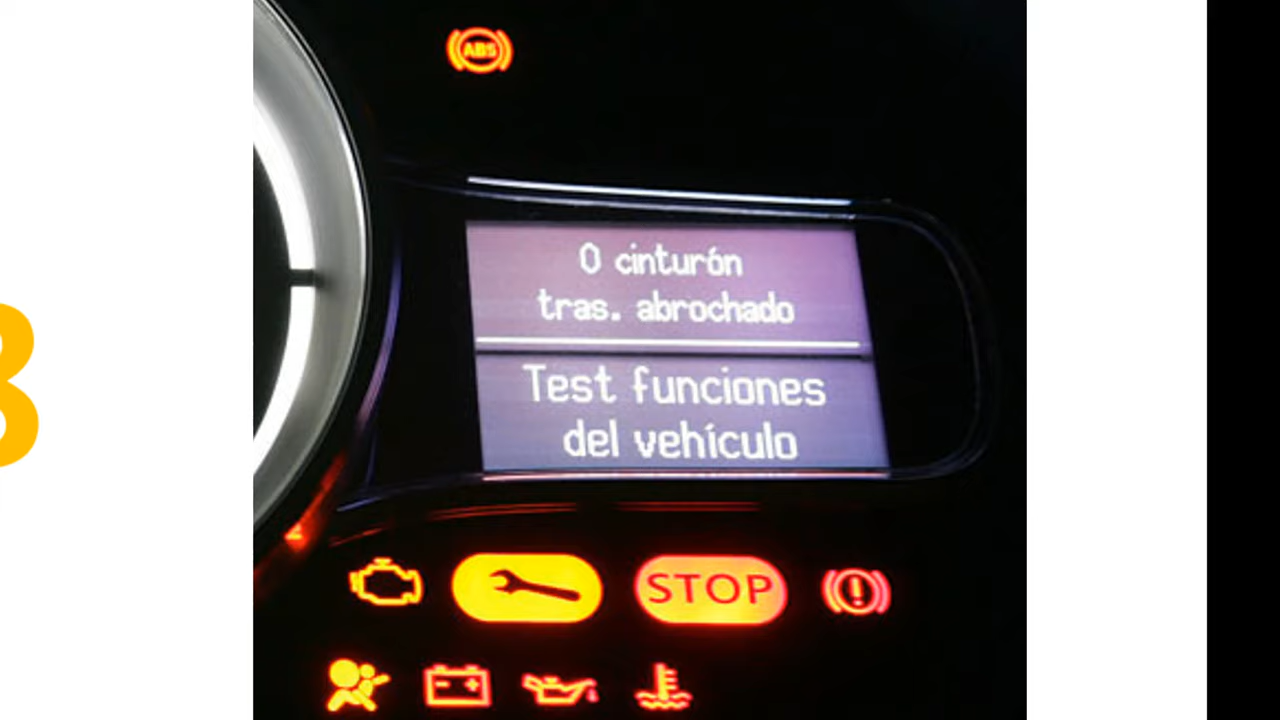 ABS
0 cinturón
tras. abrochado
Test funciones
del vehículo
STOP